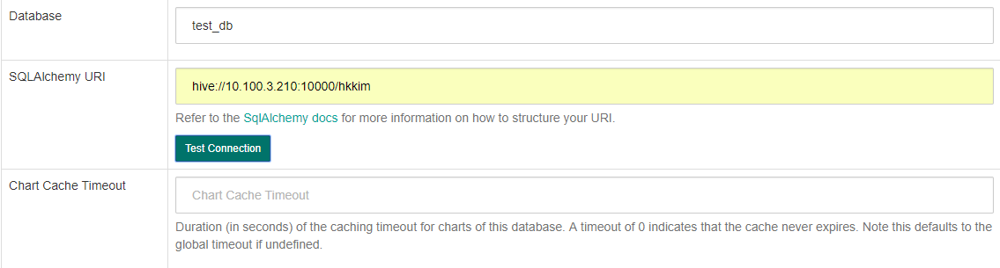 Database
test_db
SQLAlchemy URI
hive://10.100.3.210:10000/hkkim
Refer to the SqlAlchemy docs for more information on how to structure your URI.
Test Connection
Chart Cache Timeout
Chart Cache Timeout
Duration (in seconds) of the caching timeout for charts of this database. A timeout of 0 indicates that the cache never expires. Note this defaults to the
global timeout if undefined.